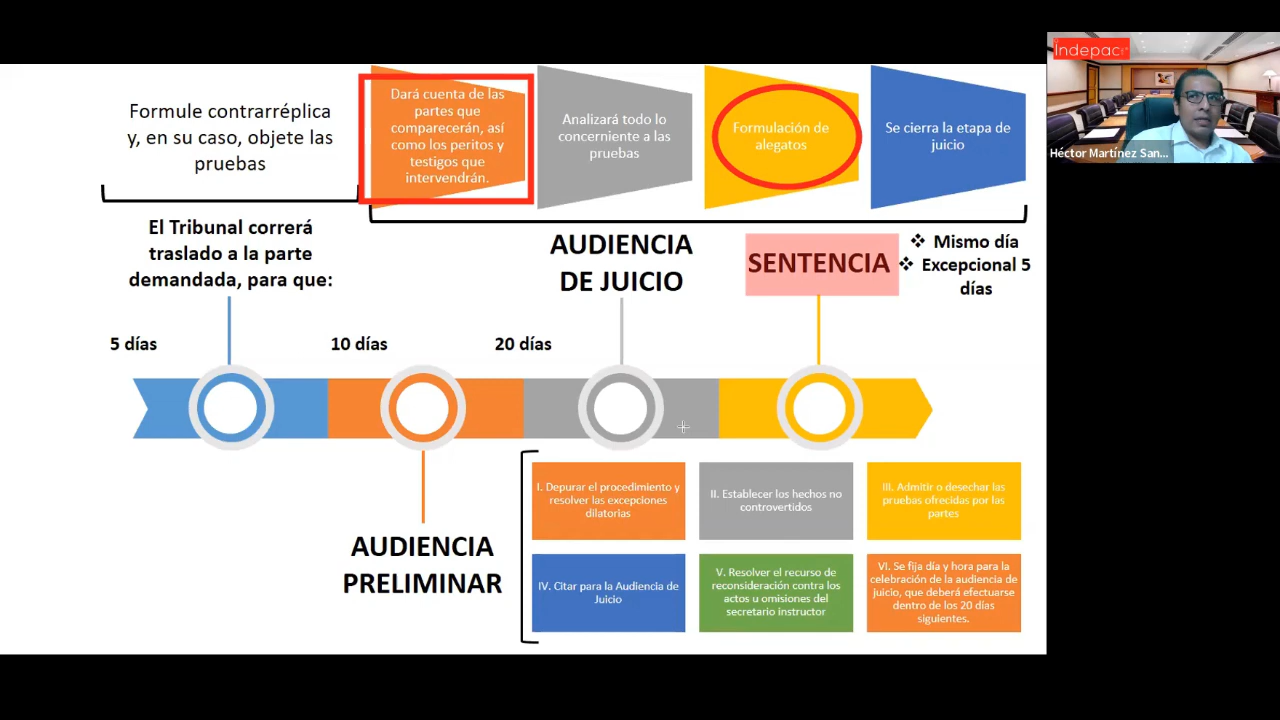 Formule contrarréplica
y, en su caso, objete las
pruebas
Dará cuenta de las
partes que
comparecerán, así
como los peritos y
testigos que
intervendrán.
Analizará todo lo
concerniente a las
pruebas
Formulación de
alegatos
Se cierra la etapa de
juicio
Indepac
Héctor Martínez San...
El Tribunal correrá
traslado a la parte
demandada, para que:
AUDIENCIA
DE JUICIO
SENTENCIA
❖ Mismo día
❖ Excepcional 5
días
5 días
10 días
20 días
AUDIENCIA
PRELIMINAR
I. Depurar el procedimiento y
resolver las excepciones
dilatorias
II. Establecer los hechos no
controvertidos
III. Admitir o desechar las
pruebas ofrecidas por las
partes
IV. Citar para la Audiencia de
Juicio
V. Resolver el recurso de
reconsideración contra los
actos u omisiones del
secretario instructor
VI. Se fija día y hora para la
celebración de la audiencia de
juicio, que deberá efectuarse
dentro de los 20 días
siguientes.